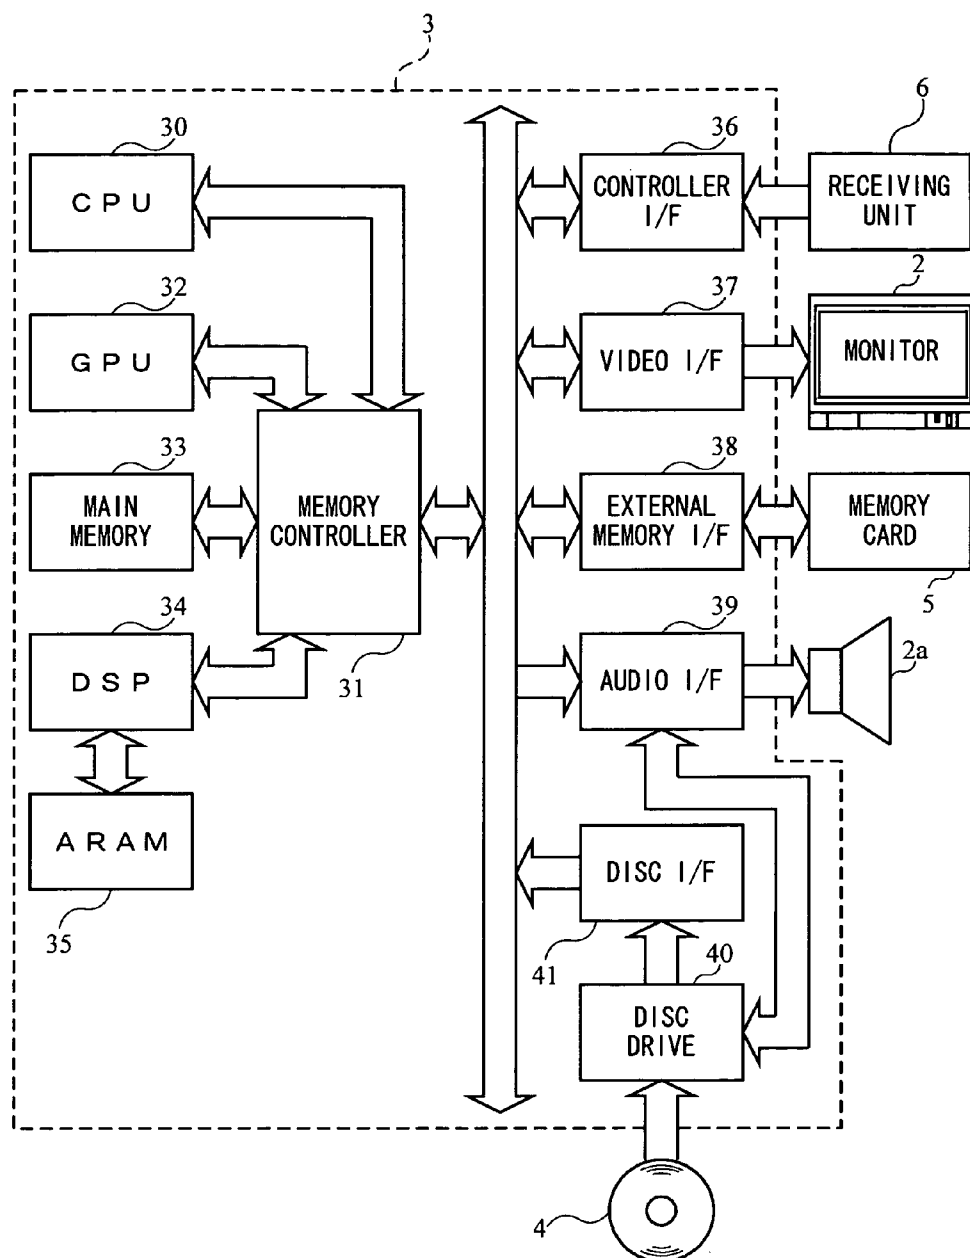 3
30
CPU
36
CONTROLLER
I/F
6
RECEIVING
UNIT
32
GPU
37
VIDEO I/F
2
MONITOR
33
MAIN
MEMORY
MEMORY
CONTROLLER
31
38
EXTERNAL
MEMORY I/F
MEMORY
CARD
5
34
DSP
39
AUDIO I/F
2a
ARAM
35
DISC I/F
41
40
DISC
DRIVE
4